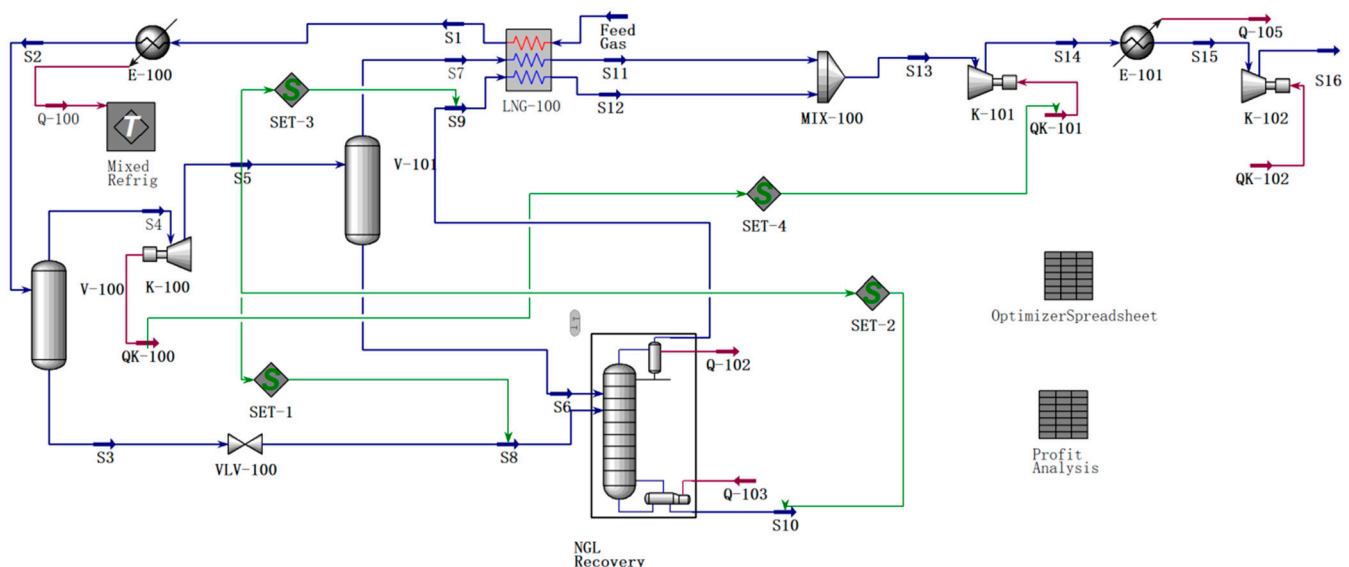 S2
S1
Feed
Gas
Q-105
E-100
S7
S11
S13
S14
S15
E-101
S16
LNG-100
S12
Q-100
T
S
SET-3
S9
MIX-100
K-101
QK-101
K-102
Mixed
Refrig
S5
V-101
QK-102
S
SET-4
S4
V-100
K-100
S
SET-2
OptimizerSpreadsheet
QK-100
Q-102
S
SET-1
S6
S3
VLV-100
S8
Profit
Analysis
Q-103
S10
NGL
Recovery